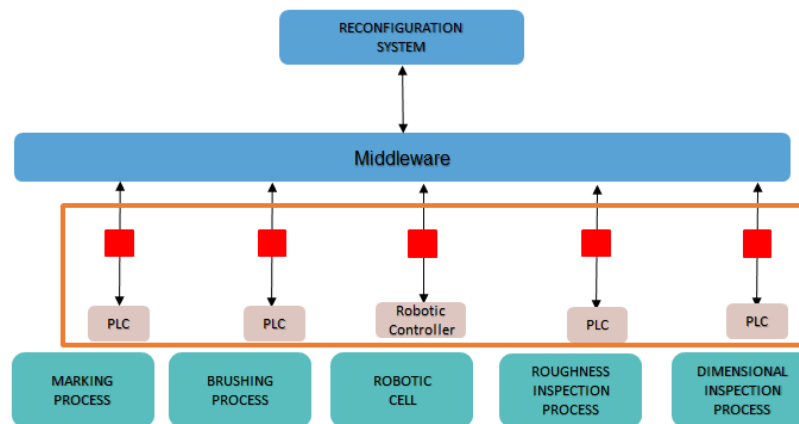 RECONFIGURATION
SYSTEM
Middleware
PLC
PLC
Robotic
Controller
PLC
PLC
MARKING
PROCESS
BRUSHING
PROCESS
ROBOTIC
CELL
ROUGHNESS
INSPECTION
PROCESS
DIMENSIONAL
INSPECTION
PROCESS